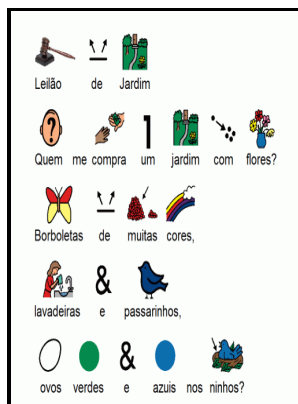 Leilão de Jardim
Quem me compra um jardim com flores?
Borboletas de muitas cores,
lavadeiras e passarinhos,
ovos verdes e azuis nos ninhos?